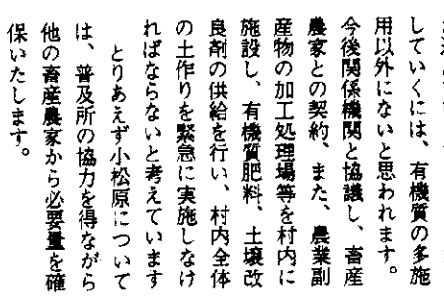 していくには、有機質の多施
用以外にないと思われます。
今後関係機関と協議し、畜産
農家との契約、また、農業副
産物の加工処理場等を村内に
施設し、有機質肥料、土壌改
良剤の供給を行い、村内全体
の土作りを緊急に実施しなけ
ればならないと考えています
とりあえず小松原について
は、普及所の協力を得ながら
他の畜産農家から必要量を確
保いたします。